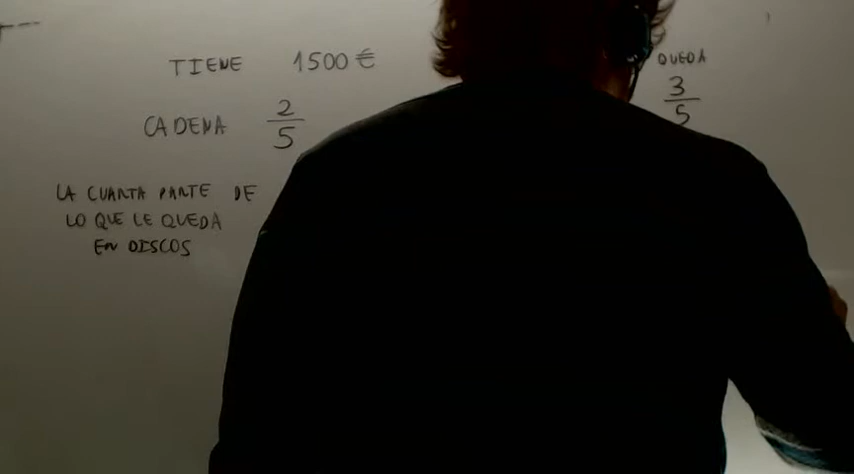 TIENE 1500 €
QUEDA
CADENA 2/5
3/5
LA CUARTA PARTE DE
LO QUE LE QUEDA
EN DISCOS